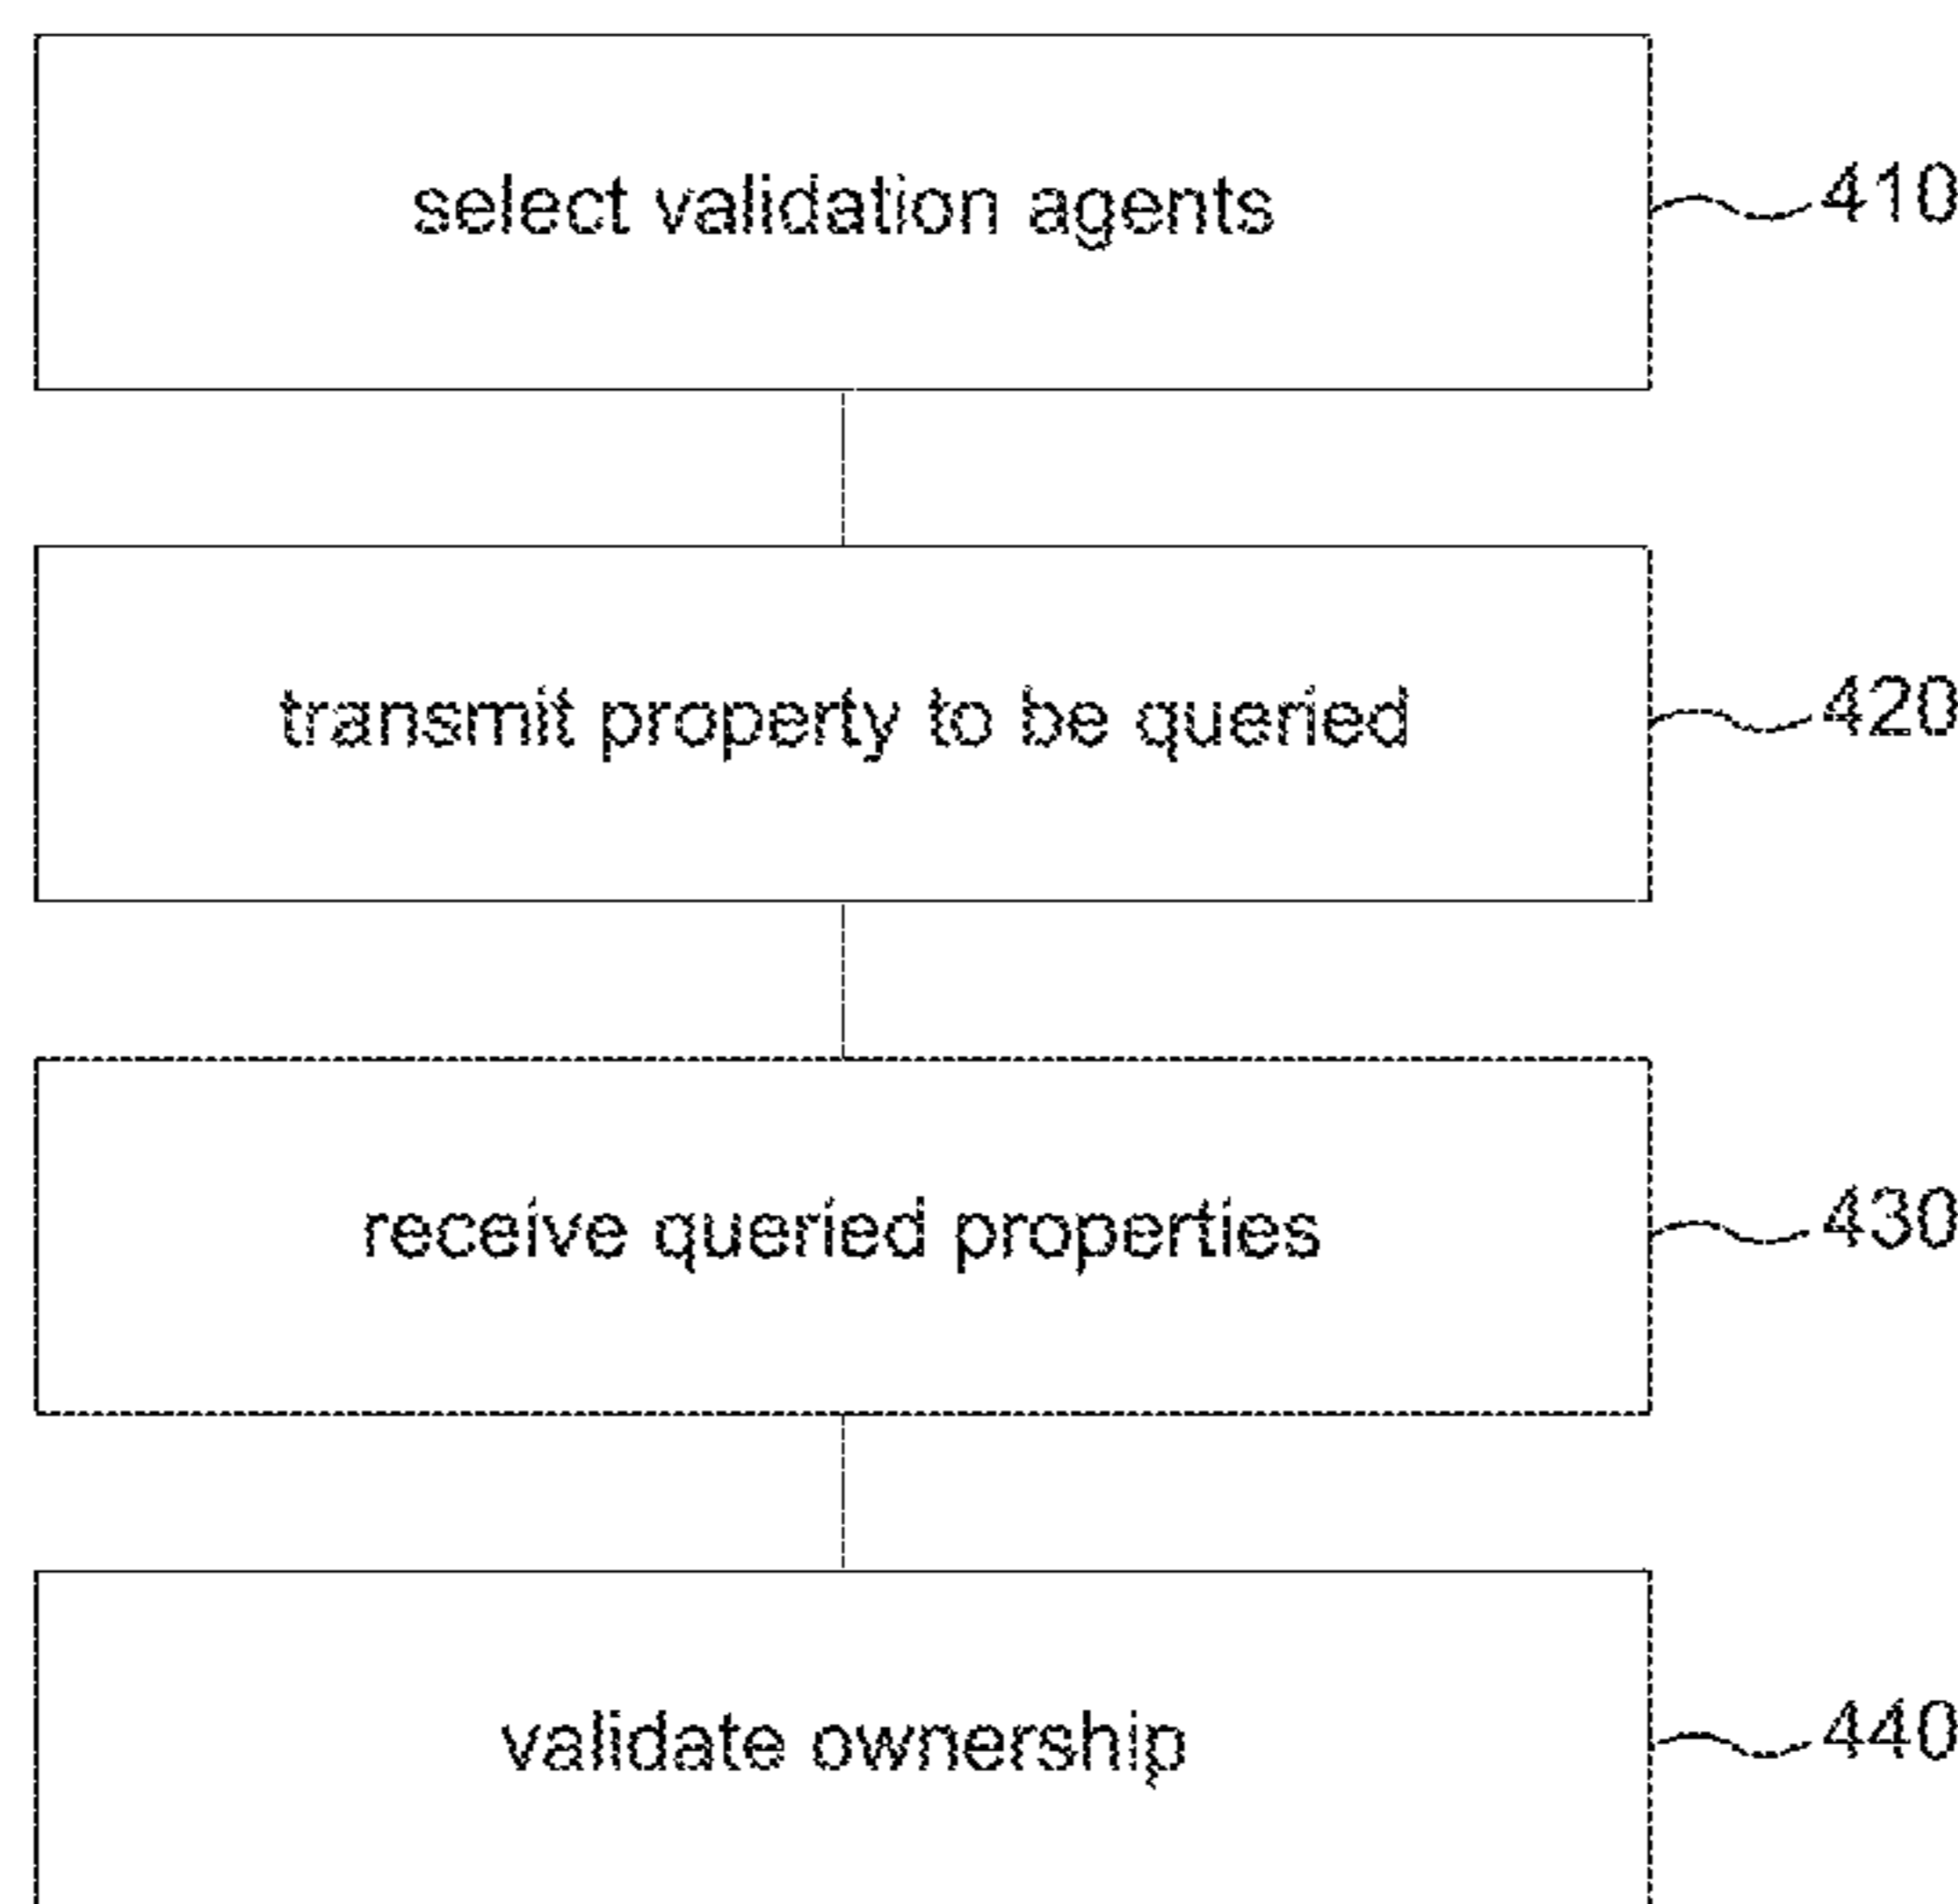 select validation agents 410
transmit property to be queried 420
receive queried properties 430
validate ownership 440